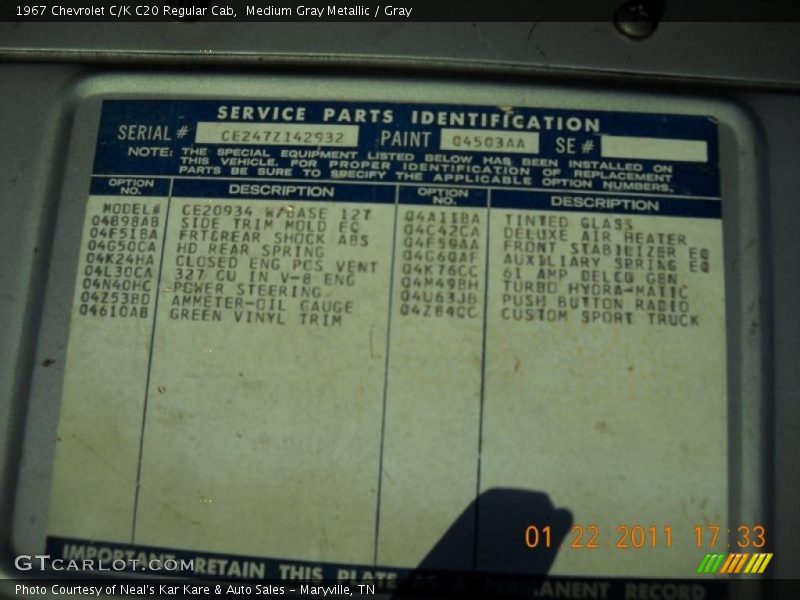 1967 Chevrolet C/K C20 Regular Cab, Medium Gray Metallic / Gray
SERVICE PARTS IDENTIFICATION
SERIAL # CE247Z142932 PAINT 04503AA SE #
NOTE: THE SPECIAL EQUIPMENT LISTED BELOW HAS BEEN INSTALLED ON
THIS VEHICLE. FOR PROPER IDENTIFICATION OF REPLACEMENT
PARTS BE SURE TO SPECIFY THE APPLICABLE OPTION NUMBERS.
OPTION NO. DESCRIPTION OPTION NO. DESCRIPTION
MODEL# CE20934 W/BASE 127 04A11BA TINTED GLASS
04B98AB SIDE TRIM MOLD EQ 04C42CA DELUXE AIR HEATER
04F51BA FRT&REAR SHOCK ABS 04F59AA FRONT STABILIZER EQ
04G50CA HD REAR SPRING 04G60AF AUXILIARY SPRING EQ
04K24HA CLOSED ENG POS VENT 04K76CC 61 AMP DELCO GEN
04L30CA 327 CU IN V-8 ENG 04M49BH TURBO HYDRA-MATIC
04N40HC POWER STEERING 04U63JB PUSH BUTTON RADIO
04Z53BD AMMETER-OIL GAUGE 04Z84CC CUSTOM SPORT TRUCK
04610AB GREEN VINYL TRIM
IMPORTANT: RETAIN THIS PLATE AS A PERMANENT RECORD
01 22 2011 17:33
GTcarlot.com
Photo Courtesy of Neal's Kar Kare & Auto Sales - Maryville, TN